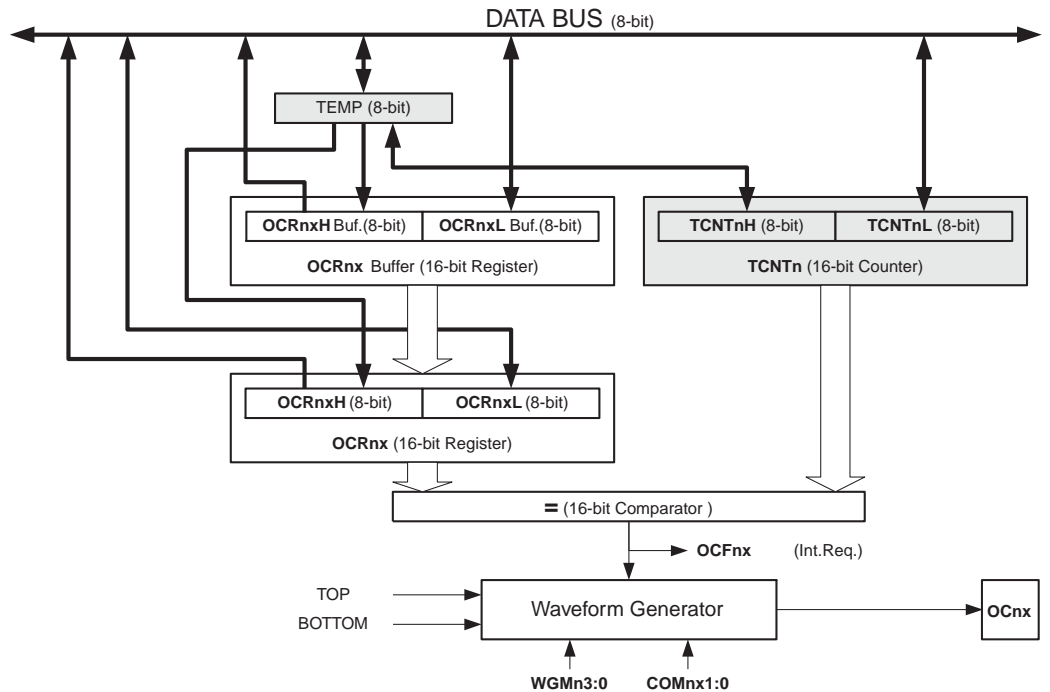 DATA BUS (8-bit)
TEMP (8-bit)
OCRnxH Buf.(8-bit) OCRnxL Buf.(8-bit)
OCRnx Buffer (16-bit Register)
TCNTnH (8-bit) TCNTnL (8-bit)
TCNTn (16-bit Counter)
OCRnxH (8-bit) OCRnxL (8-bit)
OCRnx (16-bit Register)
= (16-bit Comparator )
OCFnx (Int.Req.)
TOP
BOTTOM
Waveform Generator
OCnx
WGMn3:0 COMnx1:0